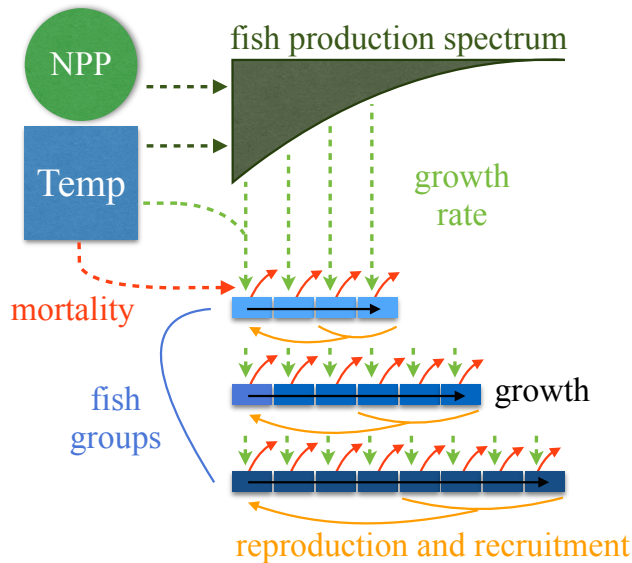 fish production spectrum
NPP
Temp
growth
rate
mortality
fish
groups
growth
reproduction and recruitment